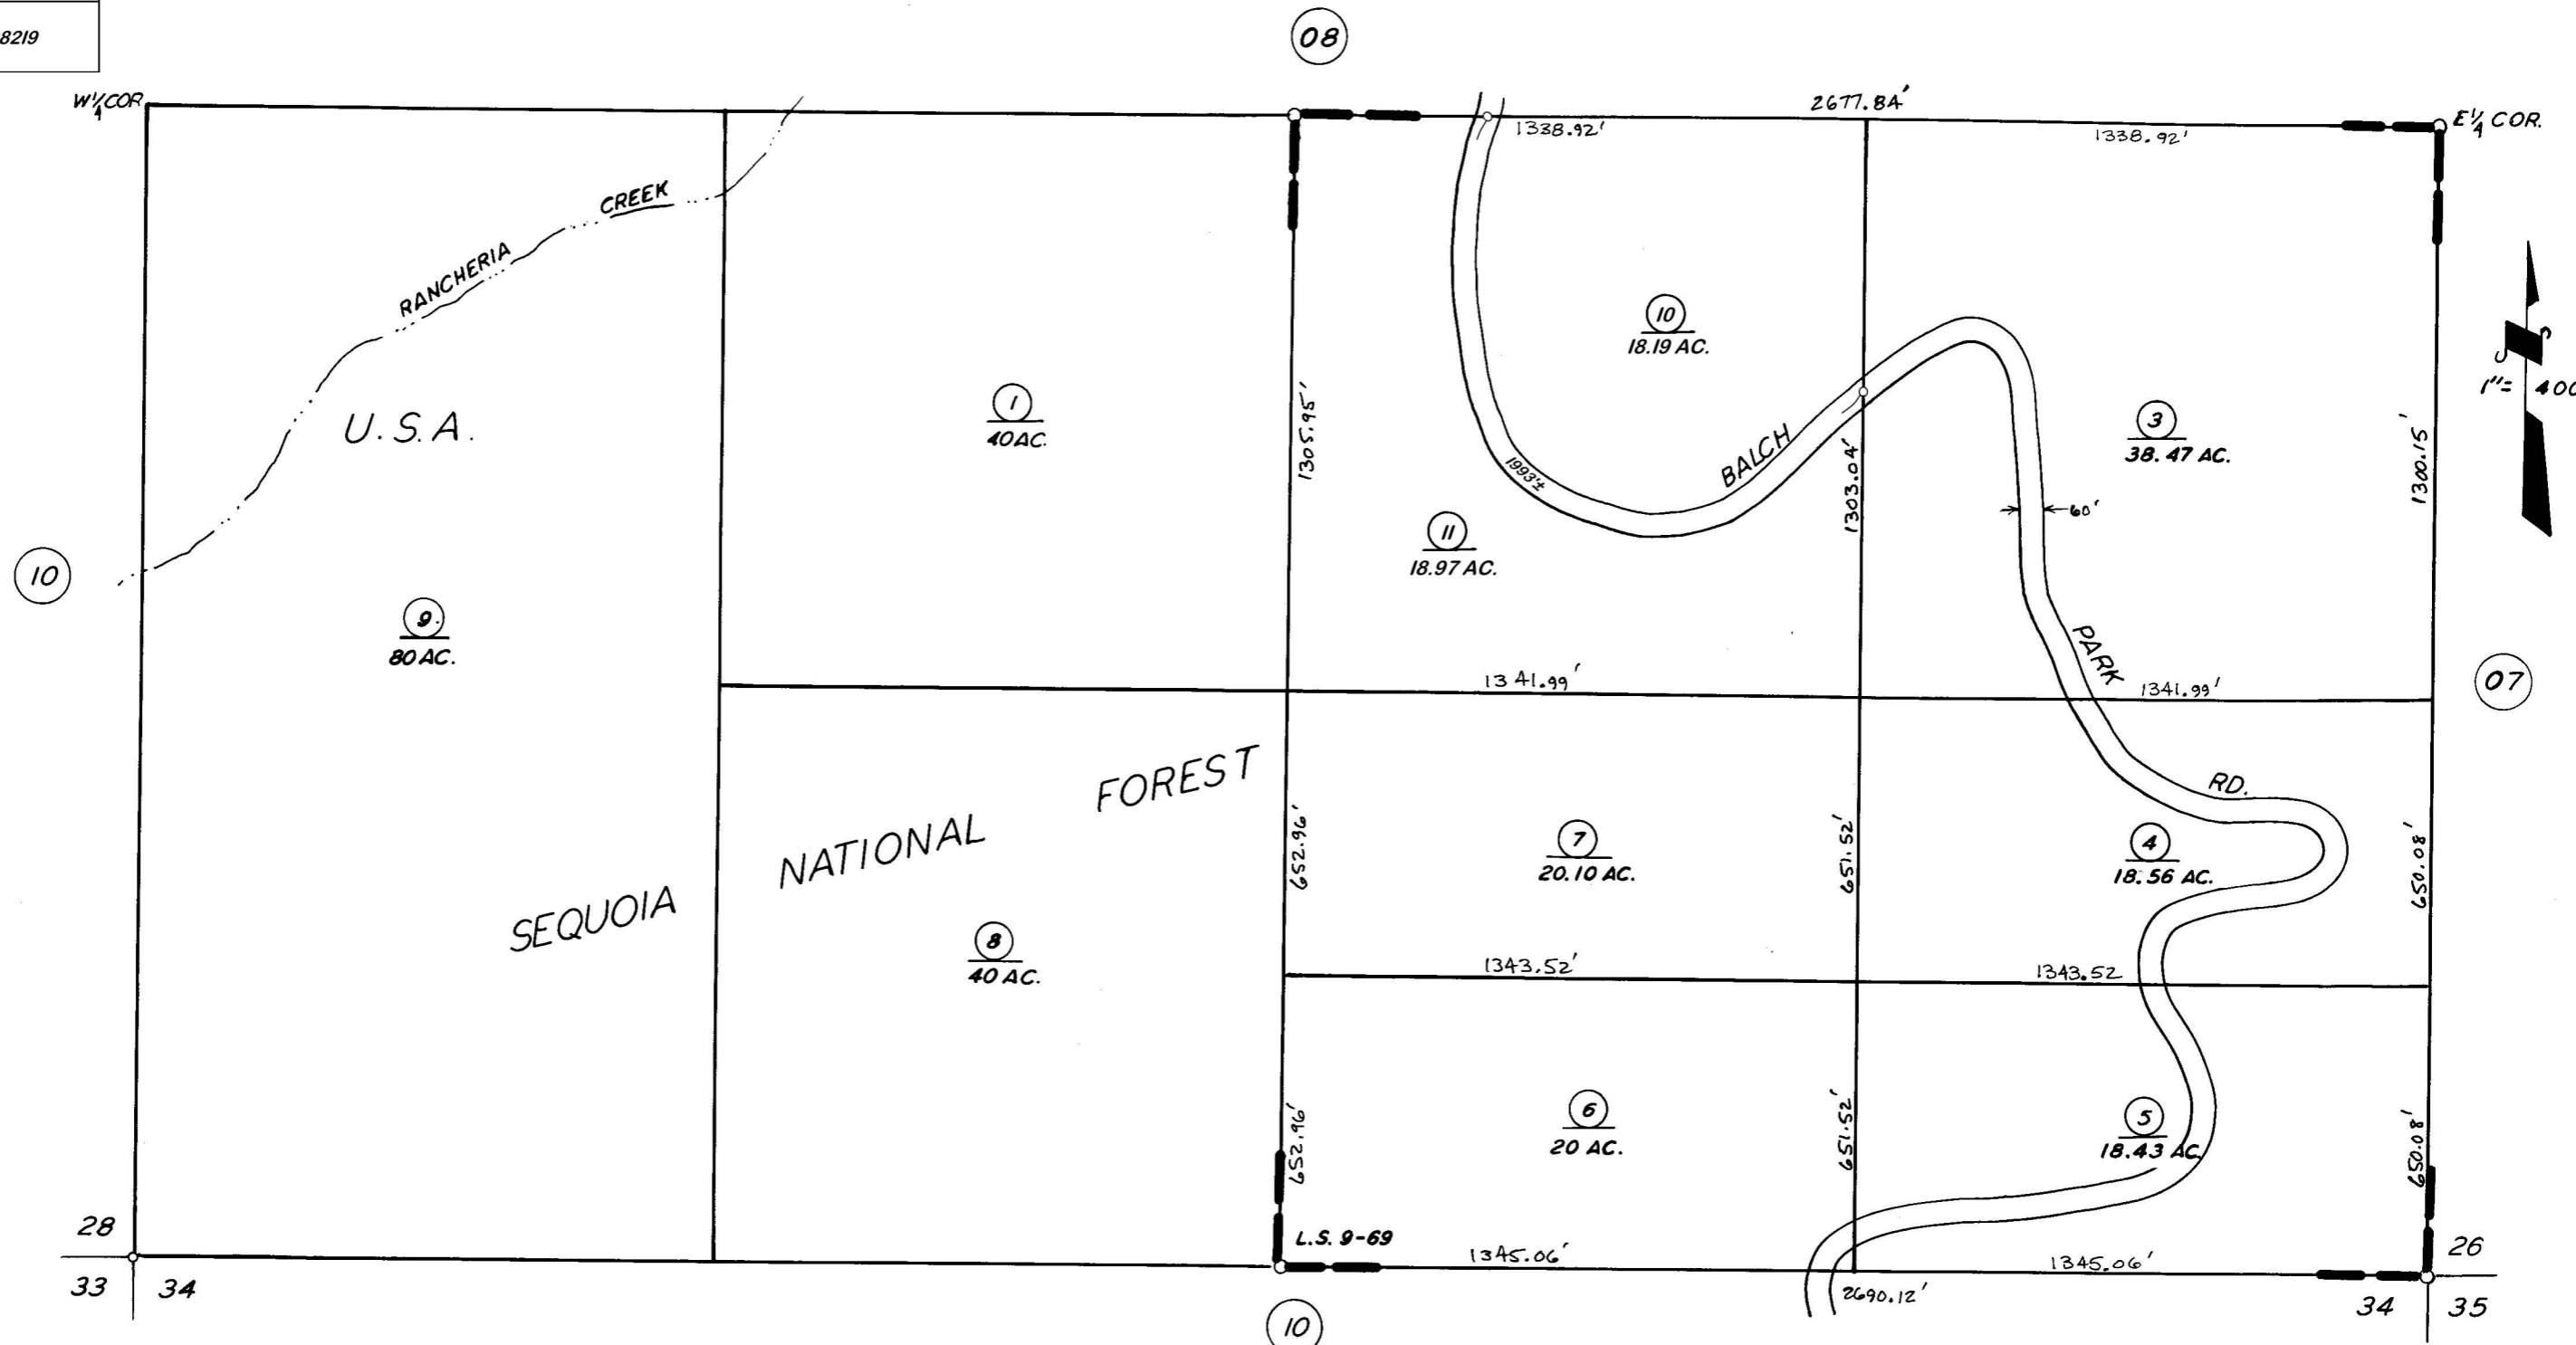 8219
08
W¼COR
2677.84'
E¼ COR.
1338.92'
1338.92'
CREEK
RANCHERIA
10
18.19 AC.
1"= 400
U.S.A.
1
40 AC.
3
38.47 AC.
1305.95'
BALCH
1300.15'
1993'±
1303.04'
60'
11
18.97 AC.
10
9
80 AC.
PARK
1341.99'
1341.99'
07
SEQUOIA NATIONAL FOREST
RD.
652.96'
7
20.10 AC.
651.52'
4
18.56 AC.
650.08'
8
40 AC.
1343.52'
1343.52
652.96'
6
20 AC.
651.52'
5
18.43 AC.
650.08'
28
L.S. 9-69
1345.06'
1345.06'
26
33 34
2690.12'
34 35
10